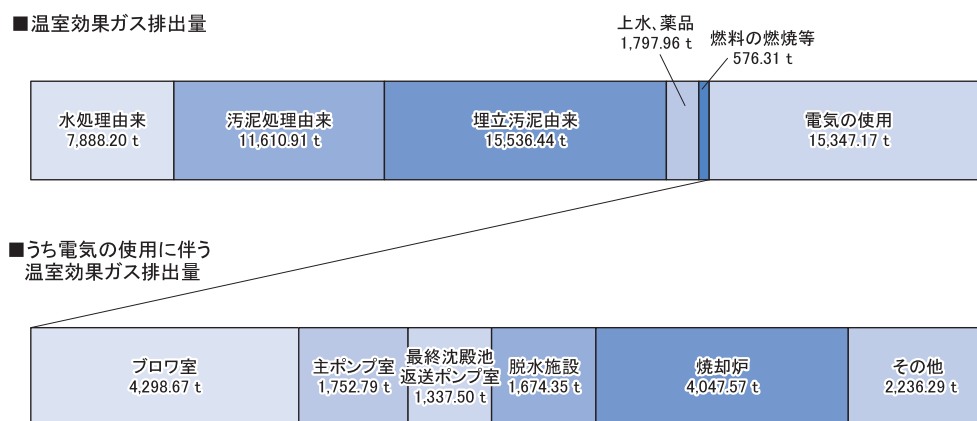 ■温室効果ガス排出量
上水、薬品
1,797.96 t
燃料の燃焼等
576.31 t
水処理由来
7,888.20 t
汚泥処理由来
11,610.91 t
埋立汚泥由来
15,536.44 t
電気の使用
15,347.17 t
■うち電気の使用に伴う
温室効果ガス排出量
ブロワ室
4,298.67 t
主ポンプ室
1,752.79 t
最終沈殿池
返送ポンプ室
1,337.50 t
脱水施設
1,674.35 t
焼却炉
4,047.57 t
その他
2,236.29 t